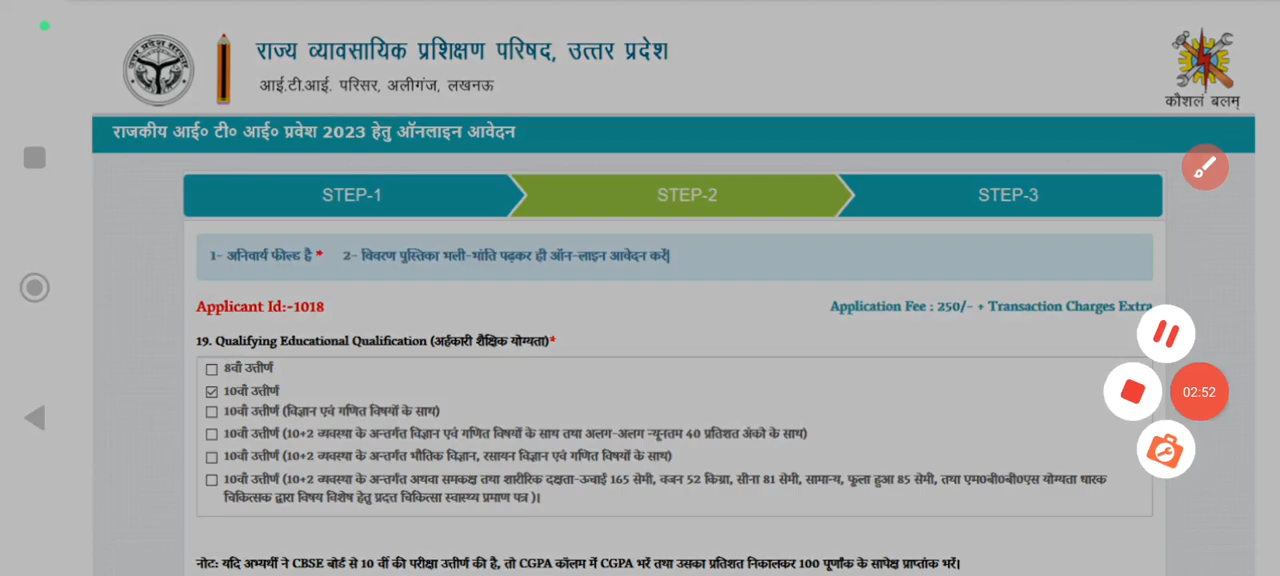 राज्य व्यावसायिक प्रशिक्षण परिषद, उत्तर प्रदेश
आई.टी.आई. परिसर, अलीगंज, लखनऊ
कौशलं बलम्
राजकीय आई० टी० आई० प्रवेश 2023 हेतु ऑनलाइन आवेदन
STEP-1 STEP-2 STEP-3
1- अनिवार्य फील्ड है * 2- विवरण पुस्तिका भली-भांति पढ़कर ही ऑन-लाइन आवेदन करें|
Applicant Id:-1018 Application Fee : 250/- + Transaction Charges Extra
19. Qualifying Educational Qualification (अर्हकारी शैक्षिक योग्यता)*
8वीं उत्तीर्ण
10वीं उत्तीर्ण
02:52
10वीं उत्तीर्ण (विज्ञान एवं गणित विषयों के साथ)
10वीं उत्तीर्ण (10+2 व्यवस्था के अन्तर्गत विज्ञान एवं गणित विषयों के साथ तथा अलग-अलग न्यूनतम 40 प्रतिशत अंको के साथ)
10वीं उत्तीर्ण (10+2 व्यवस्था के अन्तर्गत भौतिक विज्ञान, रसायन विज्ञान एवं गणित विषयों के साथ)
10वीं उत्तीर्ण (10+2 व्यवस्था के अन्तर्गत अथवा समकक्ष तथा शारीरिक दक्षता-ऊचाई 165 सेमी, वजन 52 किग्रा, सीना 81 सेमी, सामान्य, फूला हुआ 85 सेमी, तथा एम०बी०बी०एस योग्यता धारक
चिकित्सक द्वारा विषय विशेष हेतु प्रदत्त चिकित्सा स्वास्थ्य प्रमाण पत्र )।
नोट: यदि अभ्यर्थी ने CBSE बोर्ड से 10 वीं की परीक्षा उत्तीर्ण की है, तो CGPA कॉलम में CGPA भरें तथा उसका प्रतिशत निकालकर 100 पूर्णांक के सापेक्ष प्राप्तांक भरें।